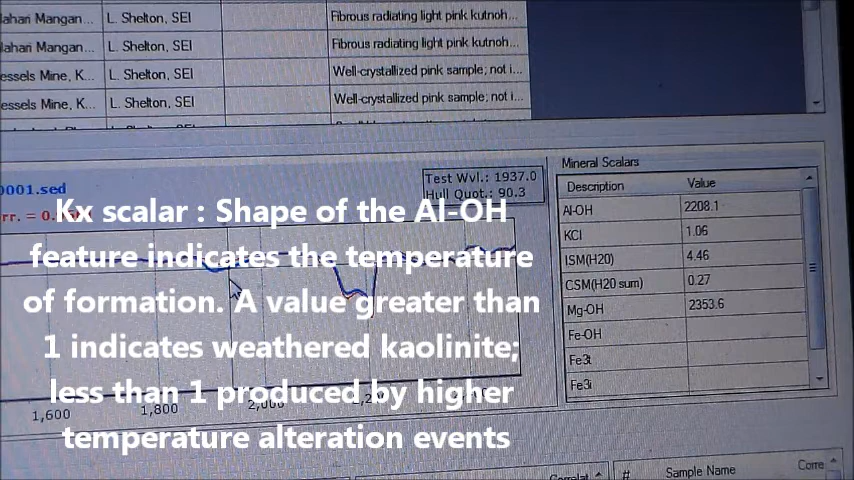 lahari Mangan... L. Shelton, SEI Fibrous radiating light pink kutnoh...
lahari Mangan... L. Shelton, SEI Fibrous radiating light pink kutnoh...
essels Mine, K... L. Shelton, SEI Well-crystallized pink sample; not i...
essels Mine, K... L. Shelton, SEI Well-crystallized pink sample; not i...
Test Wvl.: 1937.0
Hull Quot.: 90.3
0001.sed
rr. = 0.
Kx scalar : Shape of the Al-OH
feature indicates the temperature
of formation. A value greater than
1 indicates weathered kaolinite;
less than 1 produced by higher
temperature alteration events
1,600 1,800 2,000
Mineral Scalars
Description Value
Al-OH 2208.1
KCI 1.06
ISM(H20) 4.46
CSM(H20 sum) 0.27
Mg-OH 2353.6
Fe-OH
Fe3t
Fe3i
# Sample Name Corre